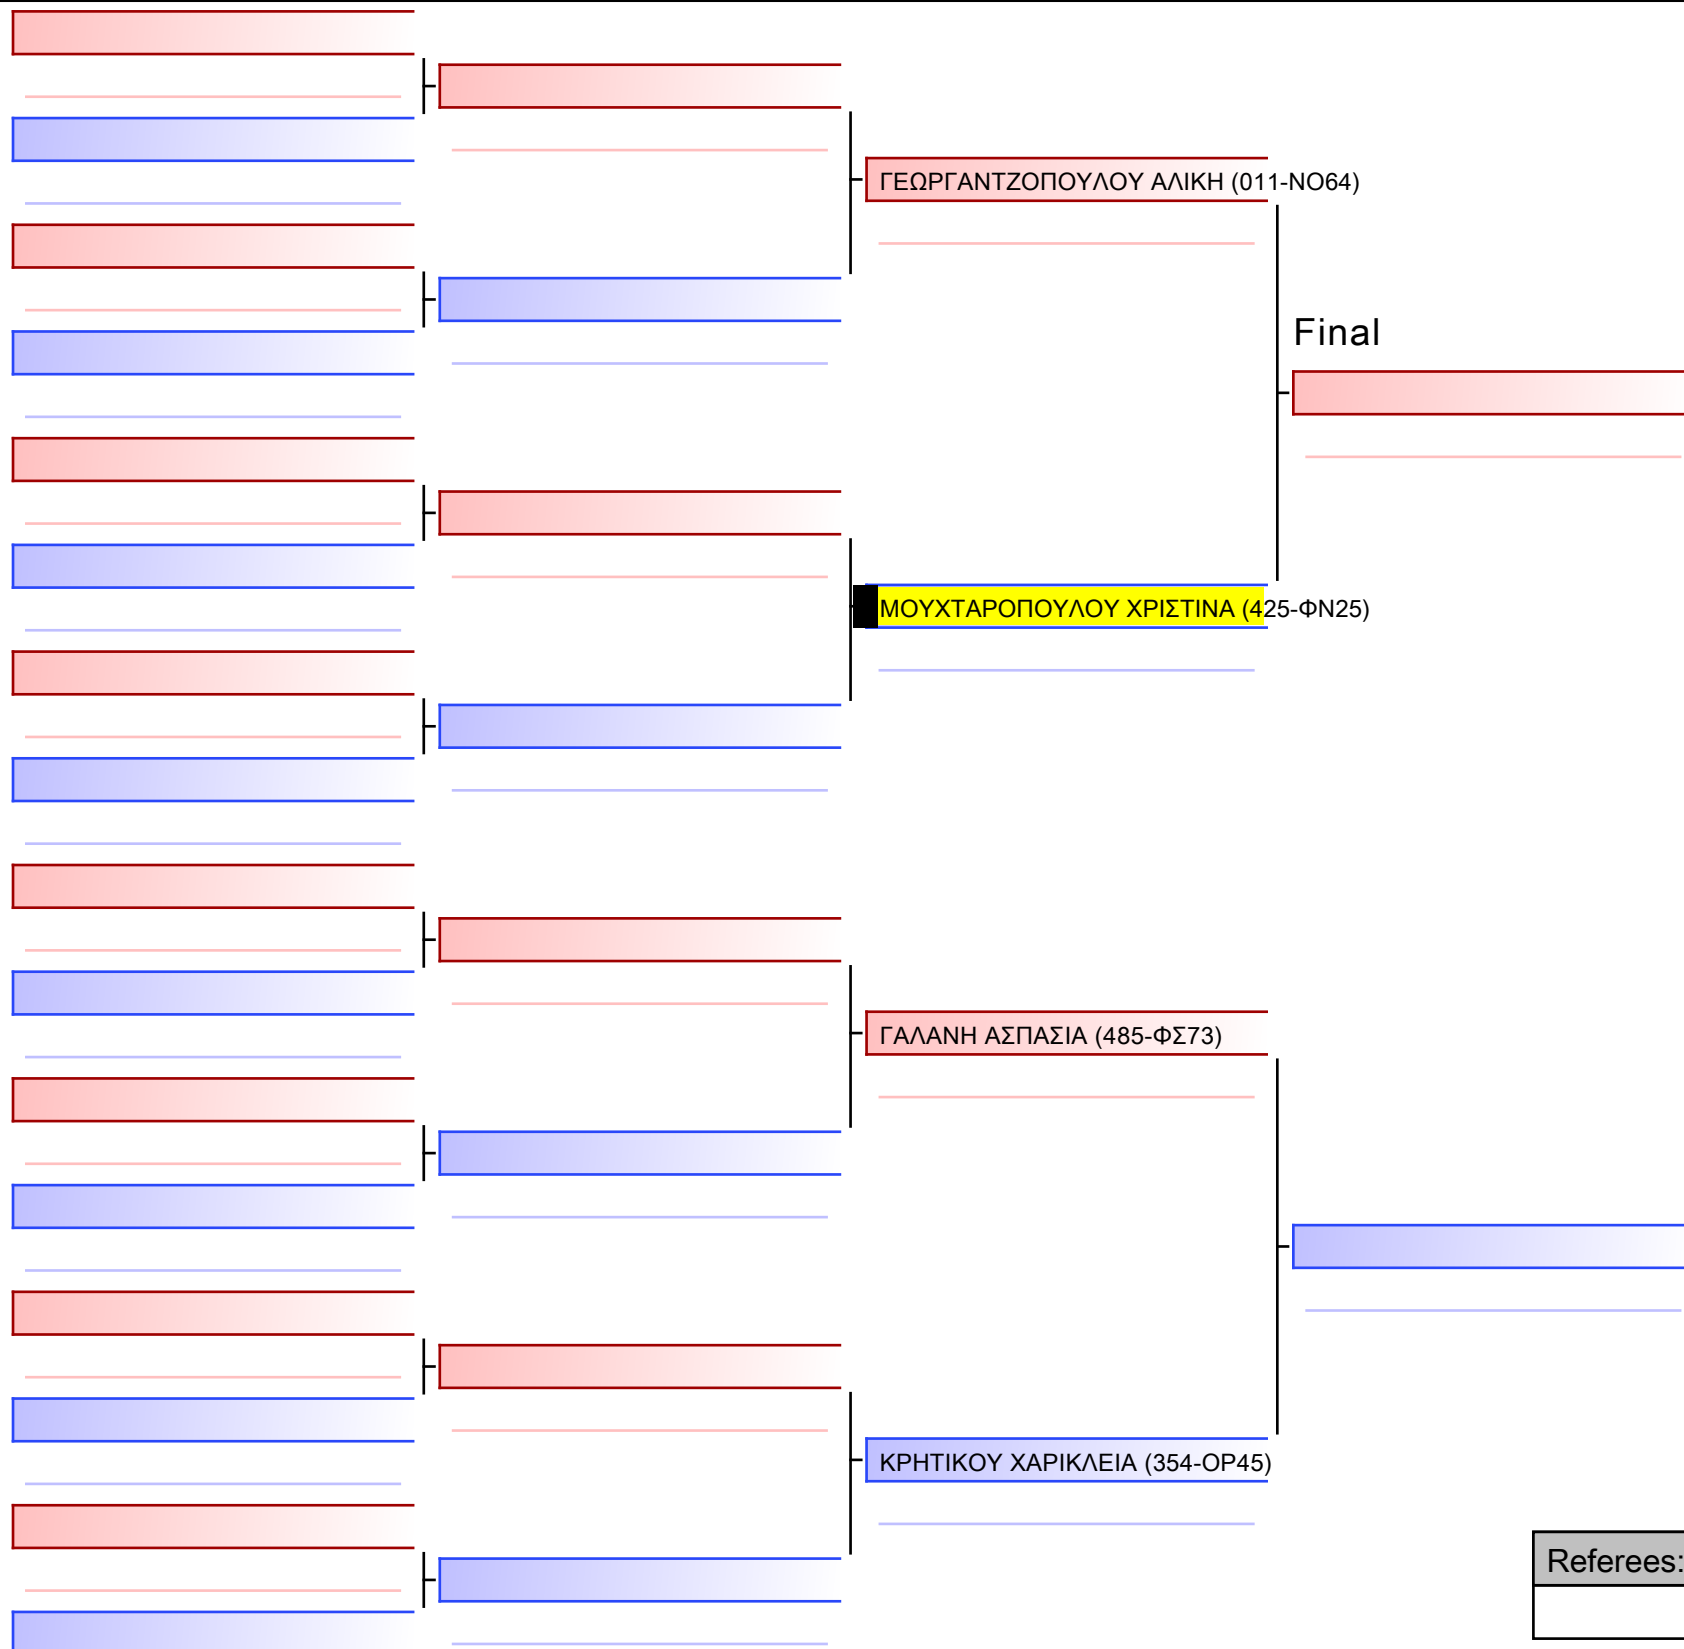 ΓΕΩΡΓΑΝΤΖΟΠΟΥΛΟΥ ΑΛΙΚΗ (011-ΝΟ64)
Final
ΜΟΥΧΤΑΡΟΠΟΥΛΟΥ ΧΡΙΣΤΙΝΑ (425-ΦΝ25)
ΓΑΛΑΝΗ ΑΣΠΑΣΙΑ (485-ΦΣ73)
ΚΡΗΤΙΚΟΥ ΧΑΡΙΚΛΕΙΑ (354-ΟΡ45)
Referees: